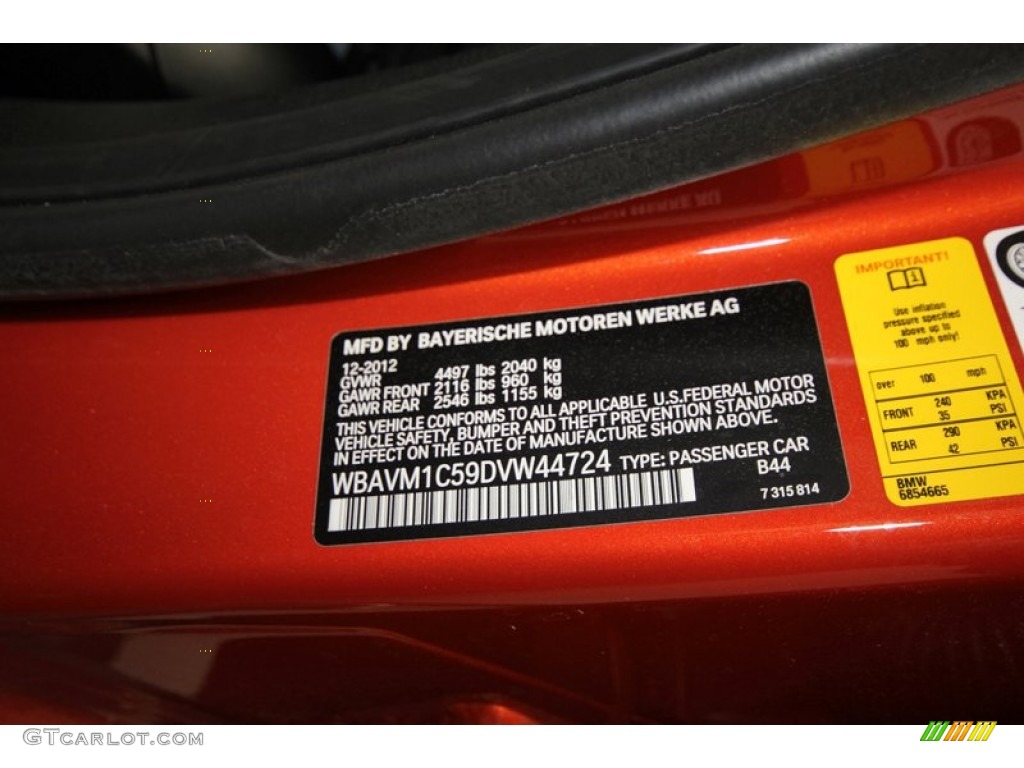 MFD BY BAYERISCHE MOTOREN WERKE AG
12-2012
GVWR 4497 lbs 2040 kg
GAWR FRONT 2116 lbs 960 kg
GAWR REAR 2546 lbs 1155 kg
THIS VEHICLE CONFORMS TO ALL APPLICABLE U.S.FEDERAL MOTOR
VEHICLE SAFETY, BUMPER AND THEFT PREVENTION STANDARDS
IN EFFECT ON THE DATE OF MANUFACTURE SHOWN ABOVE.
WBAVM1C59DVW44724 TYPE: PASSENGER CAR
B44
7 315 814
IMPORTANT!
Use inflation
pressure specified
above up to
100 mph only!
over 100 mph
FRONT 240 KPA
35 PSI
REAR 290 KPA
42 PSI
BMW
6854665
GTCARLOT.COM